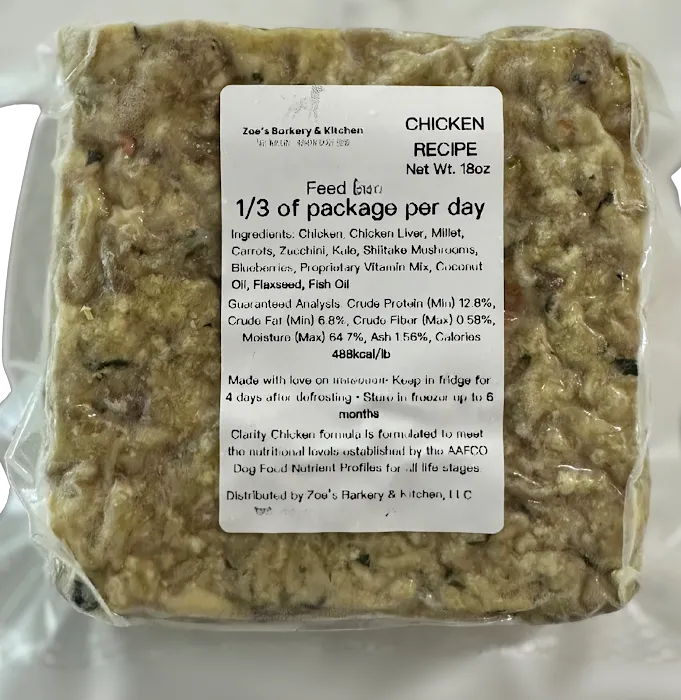 Zoe's Barkery & Kitchen
CHICKEN
RECIPE
Net Wt. 18oz
Feed
1/3 of package per day
Ingredients: Chicken, Chicken Liver, Millet,
Carrots, Zucchini, Kale, Shiitake Mushrooms,
Blueberries, Proprietary Vitamin Mix, Coconut
Oil, Flaxseed, Fish Oil
Guaranteed Analysis: Crude Protein (Min) 12.8%,
Crude Fat (Min) 6.8%, Crude Fiber (Max) 0.58%,
Moisture (Max) 64.7%, Ash 1.56%, Calories
488kcal/lb
Made with love on • Keep in fridge for
4 days after defrosting • Store in freezer up to 6
months
Clarity Chicken formula is formulated to meet
the nutritional levels established by the AAFCO
Dog Food Nutrient Profiles for all life stages
Distributed by Zoe's Barkery & Kitchen, LLC